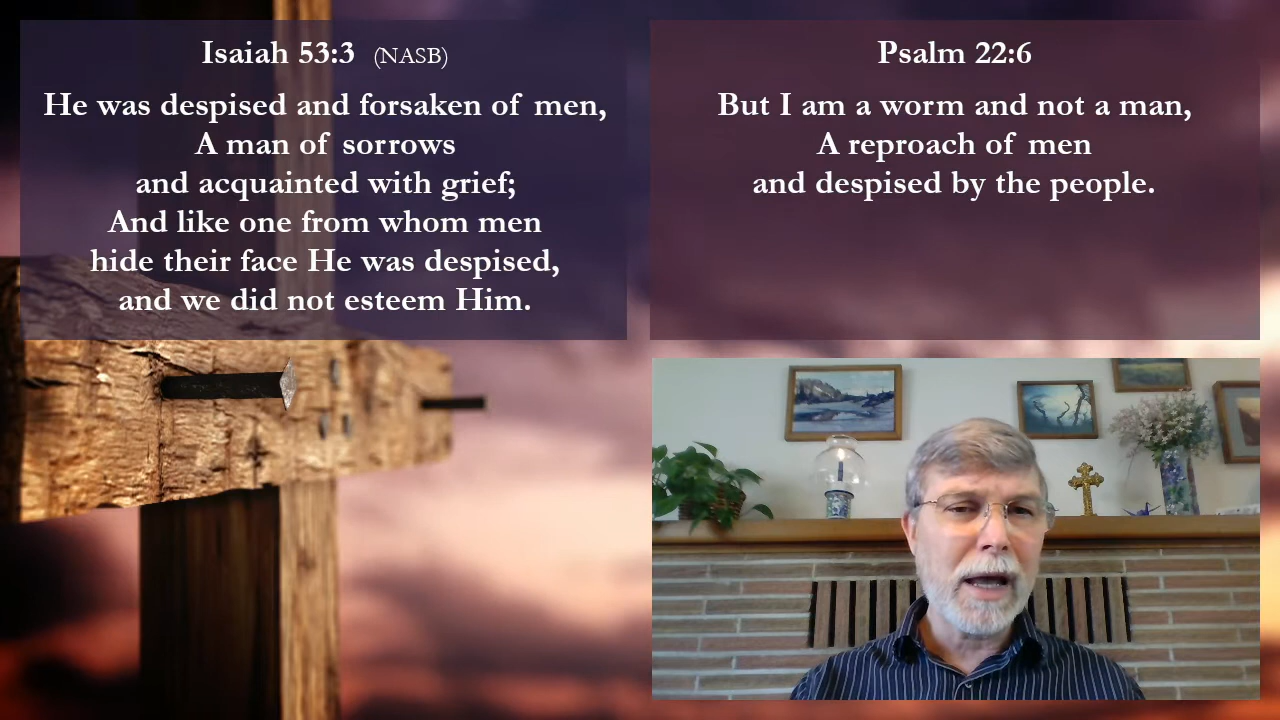 Isaiah 53:3 (NASB)
He was despised and forsaken of men,
A man of sorrows
and acquainted with grief;
And like one from whom men
hide their face He was despised,
and we did not esteem Him.
Psalm 22:6
But I am a worm and not a man,
A reproach of men
and despised by the people.